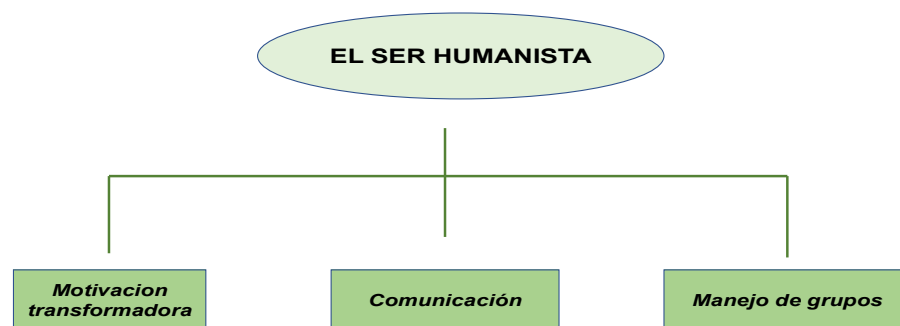 EL SER HUMANISTA
Motivacion
transformadora
Comunicación
Manejo de grupos